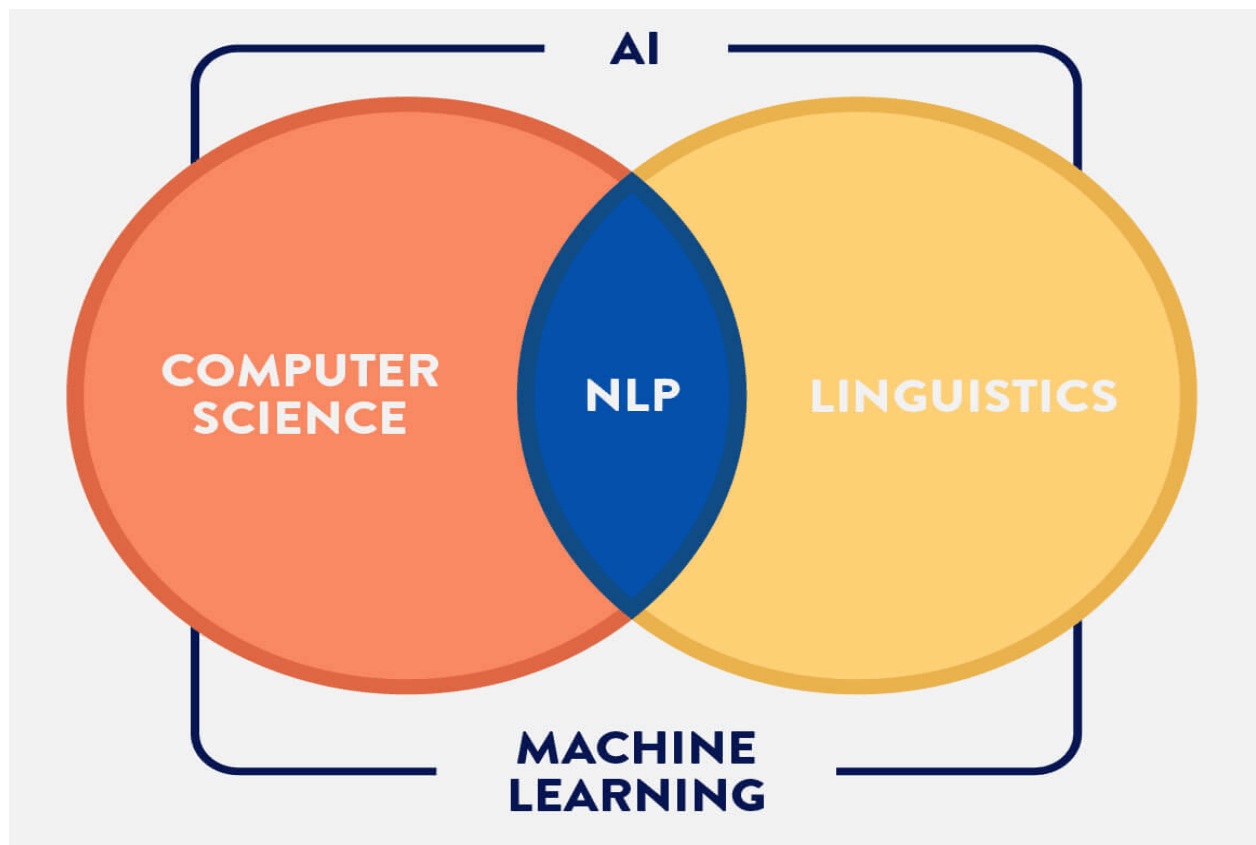 AI
COMPUTER
SCIENCE
NLP
LINGUISTICS
MACHINE
LEARNING